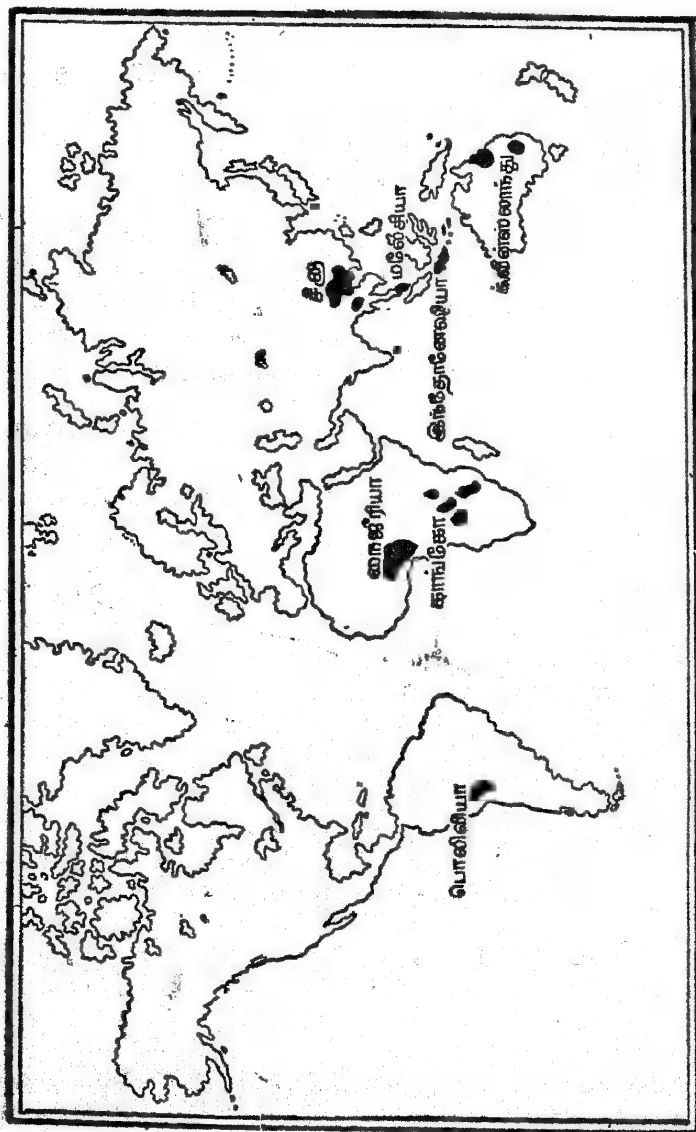 சீனா
மலேசியா
க்வீன்ஸ்லாந்து
இந்தோனேஷியா
நைஜீரியா
காங்கோ
பொலிவியா